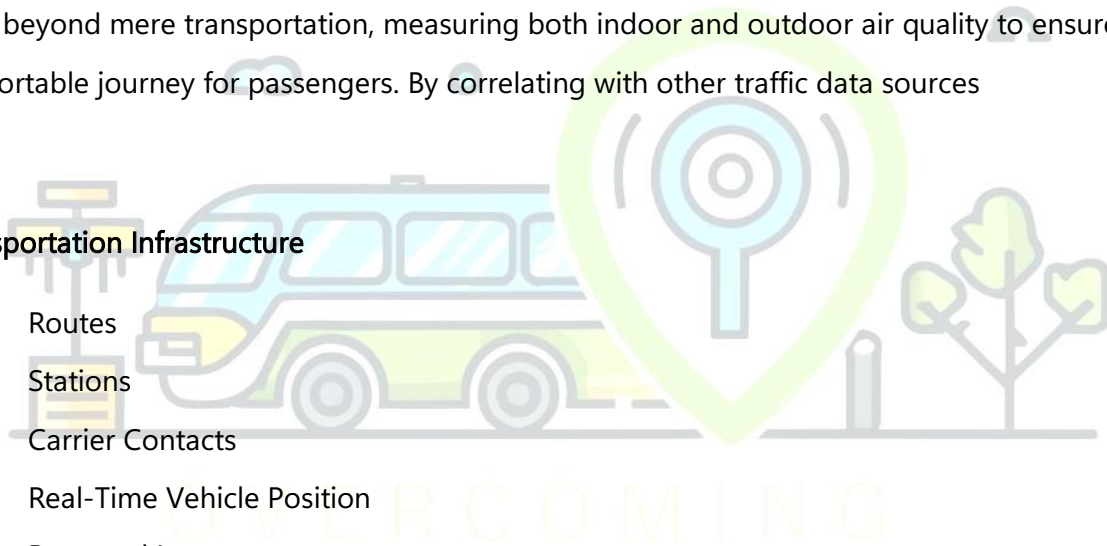 beyond mere transportation, measuring both indoor and outdoor air quality to ensure
ortable journey for passengers. By correlating with other traffic data sources
sportation Infrastructure
Routes
Stations
Carrier Contacts
Real-Time Vehicle Position
OVERCOMING